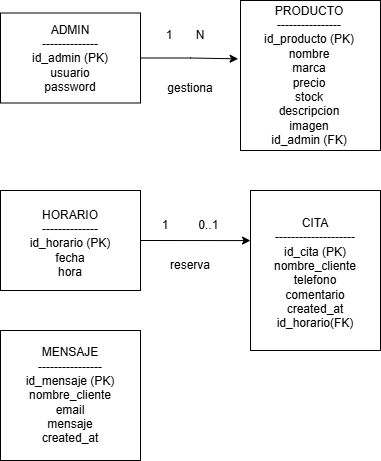 ADMIN
--------------
id_admin (PK)
usuario
password
1 N
gestiona
PRODUCTO
----------------
id_producto (PK)
nombre
marca
precio
stock
descripcion
imagen
id_admin (FK)
HORARIO
--------------
id_horario (PK)
fecha
hora
1 0..1
reserva
CITA
--------------------
id_cita (PK)
nombre_cliente
telefono
comentario
created_at
id_horario(FK)
MENSAJE
----------------
id_mensaje (PK)
nombre_cliente
email
mensaje
created_at